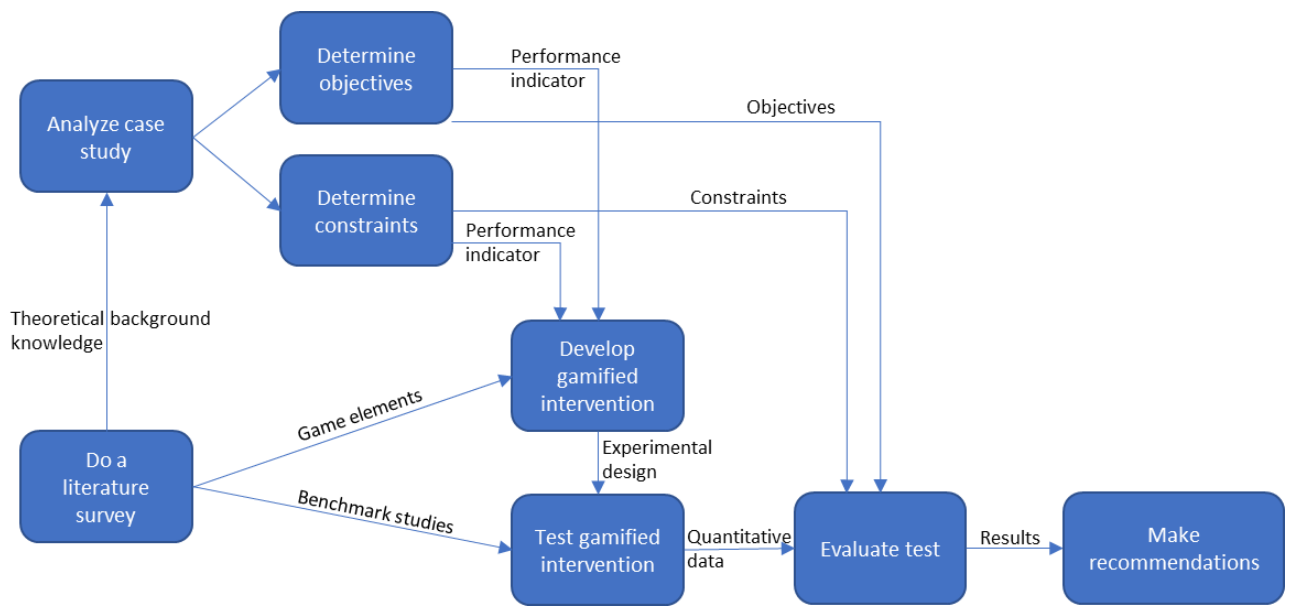 Determine
objectives
Performance
indicator
Objectives
Analyze case
study
Determine
constraints
Constraints
Performance
indicator
Theoretical background
knowledge
Develop
gamified
intervention
Game elements
Do a
literature
survey
Experimental
design
Benchmark studies
Test gamified
intervention
Quantitative
data
Evaluate test
Results
Make
recommendations